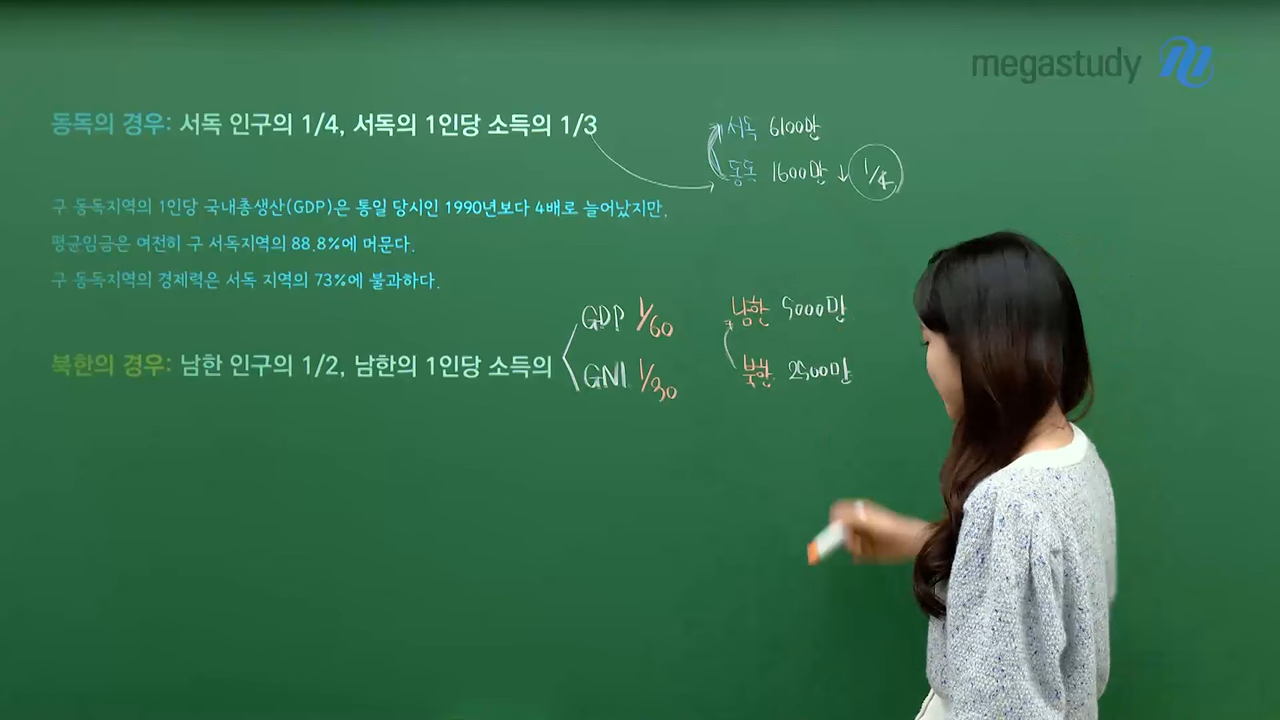 megastudy
동독의 경우: 서독 인구의 1/4, 서독의 1인당 소득의 1/3
서독 6100만
동독 1600만 ↓ 1/4
구 동독지역의 1인당 국내총생산(GDP)은 통일 당시인 1990년보다 4배로 늘어났지만,
평균임금은 여전히 구 서독지역의 88.8%에 머문다.
구 동독지역의 경제력은 서독 지역의 73%에 불과하다.
북한의 경우: 남한 인구의 1/2, 남한의 1인당 소득의
GDP 1/60
GNI 1/30
남한 5000만
북한 2500만